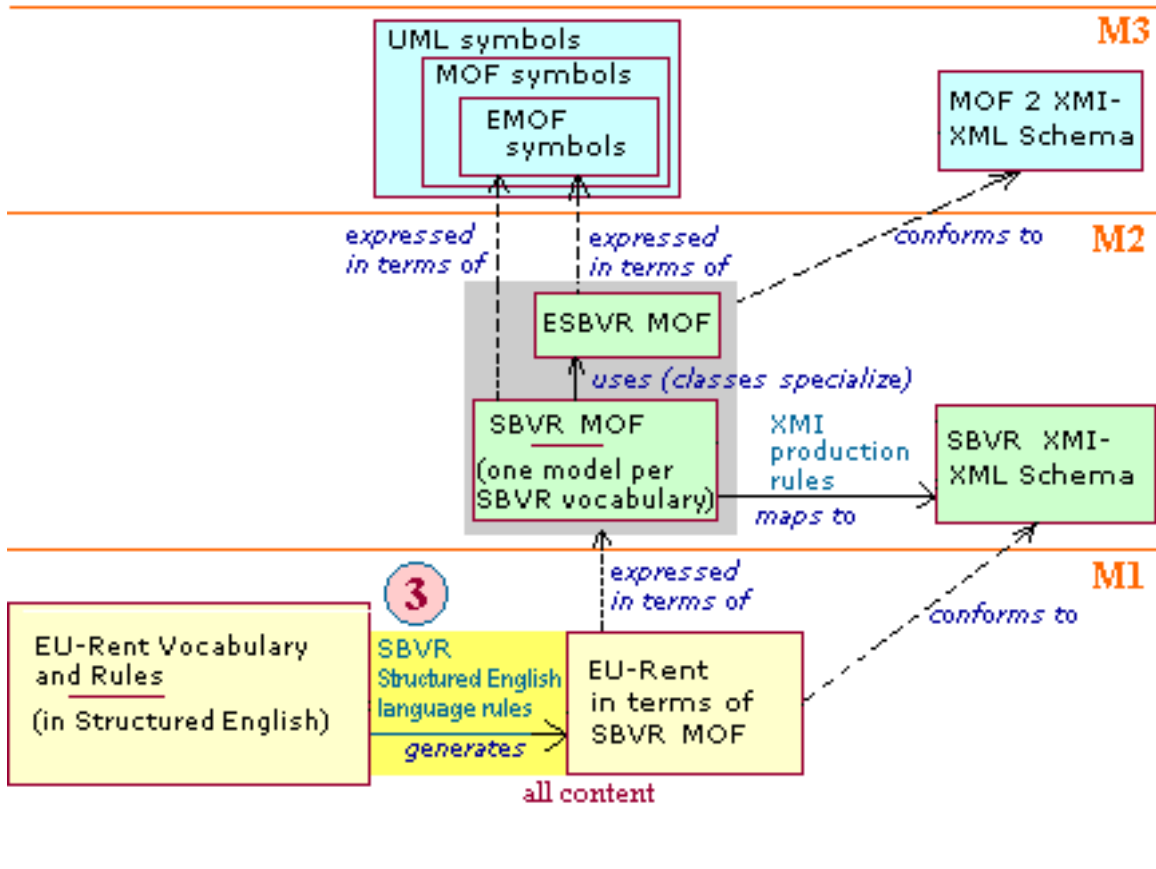 M3
UML symbols
MOF symbols
EMOF
symbols
MOF 2 XMI-
XML Schema
M2
expressed
in terms of
expressed
in terms of
conforms to
ESBVR MOF
uses (classes specialize)
SBVR MOF
(one model per
SBVR vocabulary)
XMI
production
rules
maps to
SBVR XMI-
XML Schema
M1
3
expressed
in terms of
conforms to
EU-Rent Vocabulary
and Rules
(in Structured English)
SBVR
Structured English
language rules
generates
EU-Rent
in terms of
SBVR MOF
all content